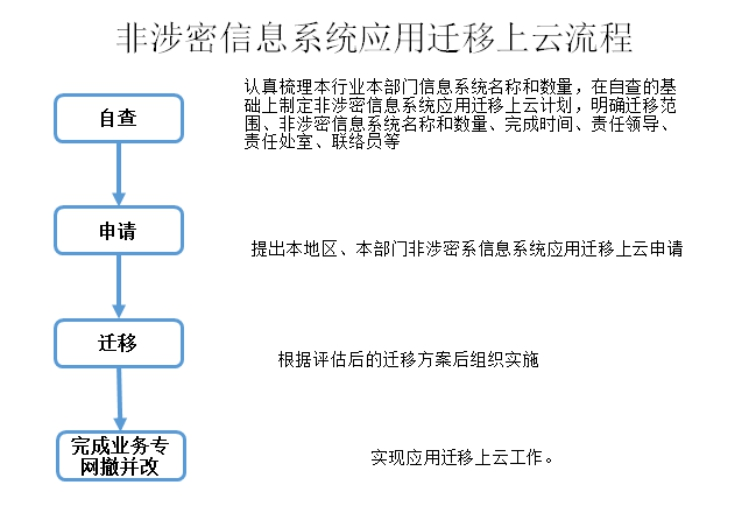 非涉密信息系统应用迁移上云流程
自查
认真梳理本行业本部门信息系统名称和数量，在自查的基
础上制定非涉密信息系统应用迁移上云计划，明确迁移范
围、非涉密信息系统名称和数量、完成时间、责任领导、
责任处室、联络员等
申请
提出本地区、本部门非涉密系信息系统应用迁移上云申请
迁移
根据评估后的迁移方案后组织实施
完成业务专
网撤并改
实现应用迁移上云工作。